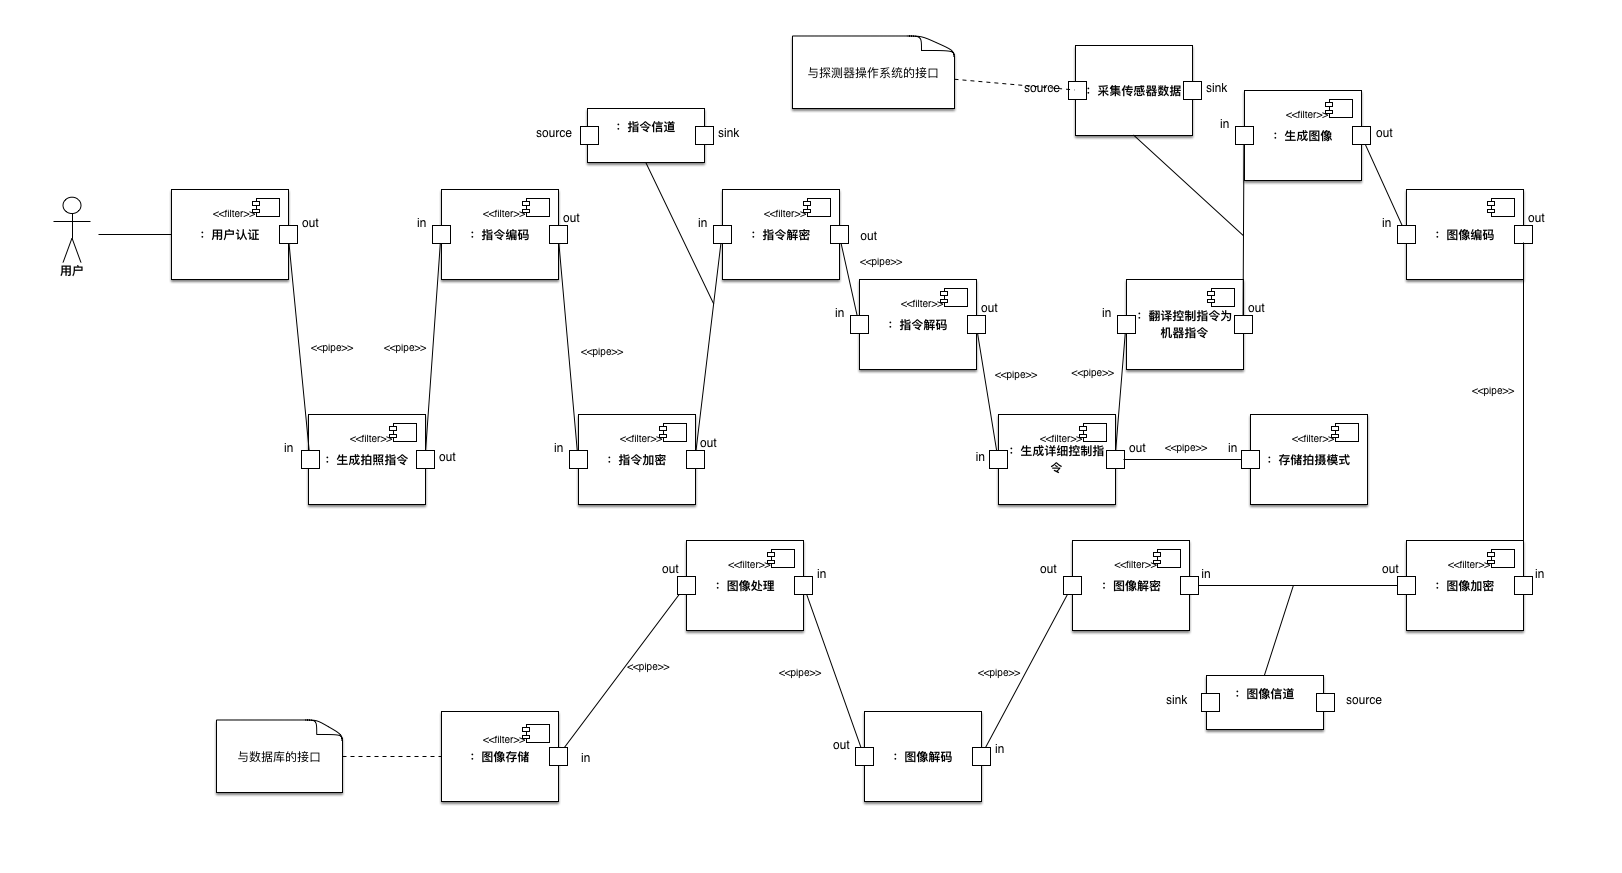 与探测器操作系统的接口
source
: 采集传感器数据
sink
<<filter>>
in
: 生成图像
out
source
: 指令信道
sink
用户
<<filter>>
: 用户认证
out
in
<<filter>>
: 指令编码
out
in
<<filter>>
: 指令解密
out
<<pipe>>
in
<<filter>>
: 指令解码
out
in
: 翻译控制指令为
机器指令
out
in
: 图像编码
out
<<pipe>>
<<pipe>>
<<pipe>>
<<pipe>>
<<pipe>>
<<pipe>>
in
<<filter>>
: 生成拍照指令
out
in
<<filter>>
: 指令加密
out
in
<<filter>>
: 生成详细控制指
令
out
<<pipe>>
in
<<filter>>
: 存储拍摄模式
out
<<filter>>
: 图像处理
in
out
<<filter>>
: 图像解密
in
out
<<filter>>
: 图像加密
in
<<pipe>>
<<pipe>>
<<pipe>>
sink
: 图像信道
source
与数据库的接口
<<filter>>
: 图像存储
in
out
: 图像解码
in